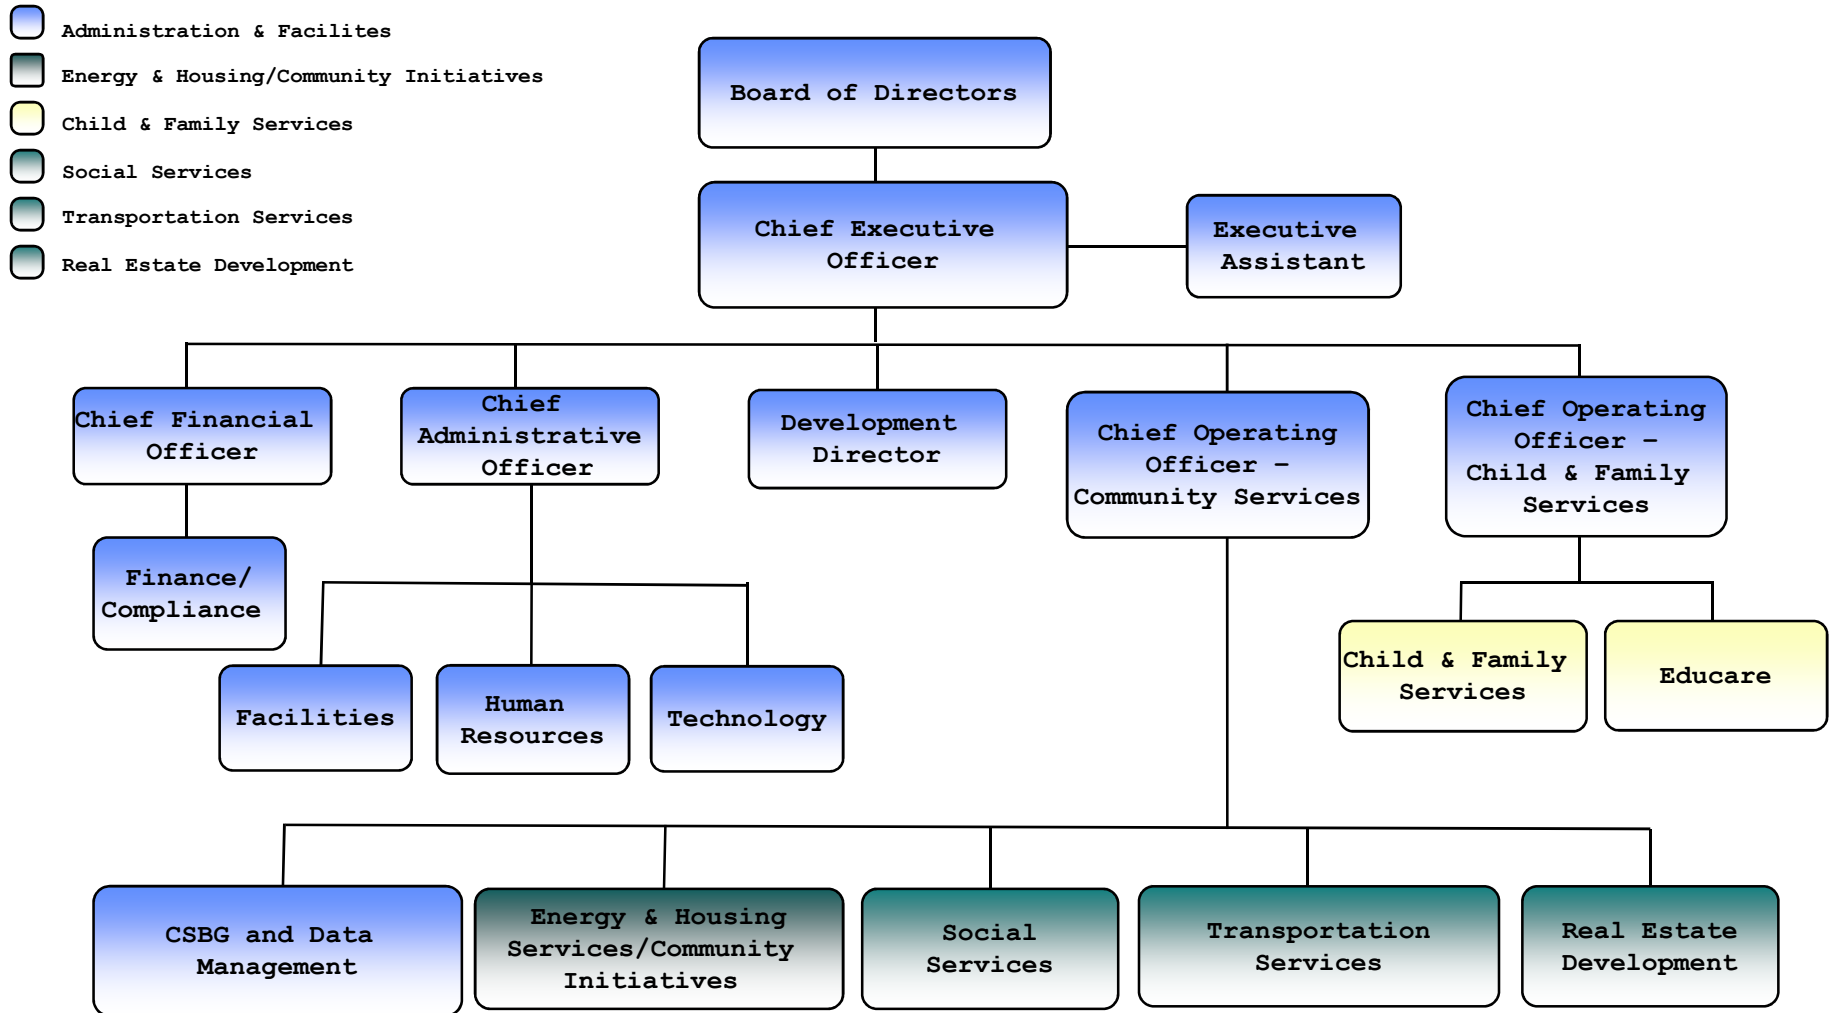 Administration & Facilites
Energy & Housing/Community Initiatives
Child & Family Services
Social Services
Transportation Services
Real Estate Development
Board of Directors
Chief Executive
Officer
Executive
Assistant
Chief Financial
Officer
Chief
Administrative
Officer
Development
Director
Chief Operating
Officer –
Community Services
Chief Operating
Officer –
Child & Family
Services
Finance/
Compliance
Facilities
Human
Resources
Technology
Child & Family
Services
Educare
CSBG and Data
Management
Energy & Housing
Services/Community
Initiatives
Social
Services
Transportation
Services
Real Estate
Development